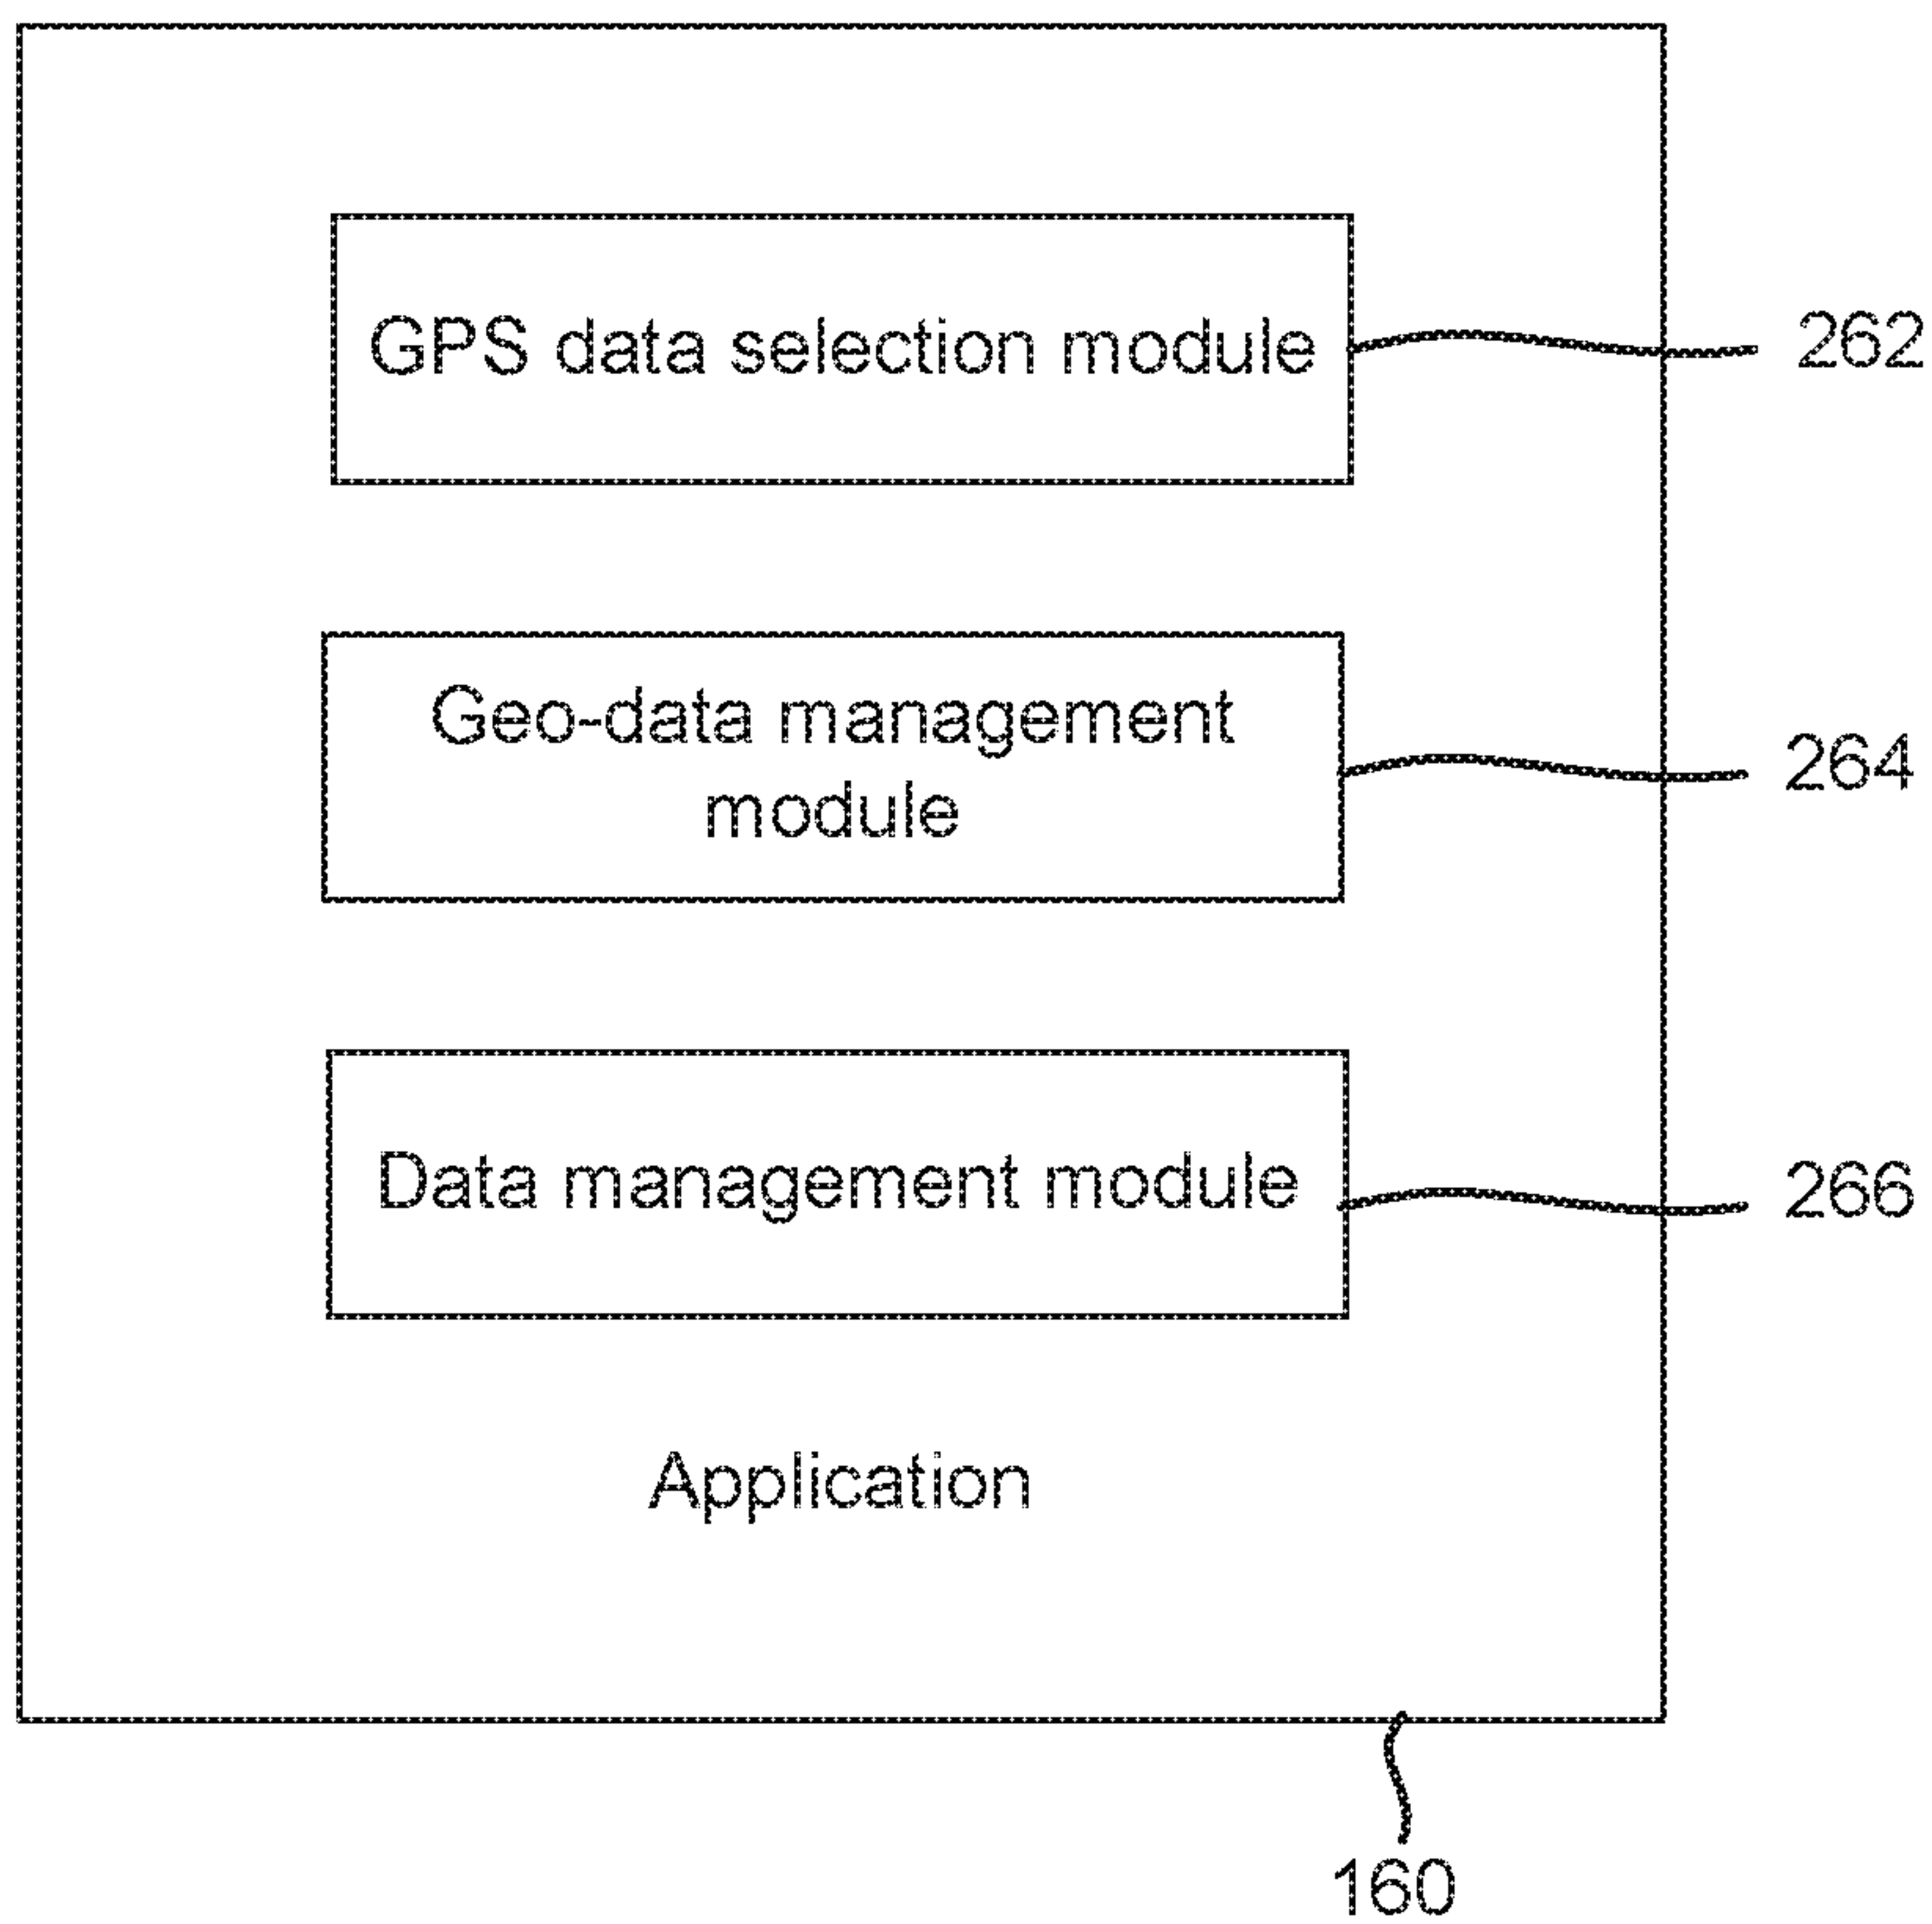 GPS data selection module
262
Geo-data management
module
264
Data management module
266
Application
160